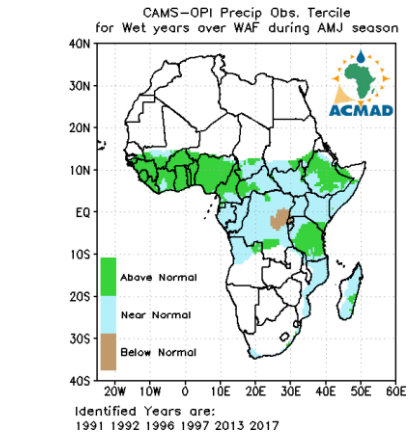 CAMS-OPI Precip Obs. Tercile
for Wet years over WAF during AMJ season
40N
30N
20N
10N
EQ
10S
20S
30S
40S
ACMAD
Above Normal
Near Normal
Below Normal
20W 10W 0 10E 20E 30E 40E 50E 60E
Identified Years are:
1991 1992 1996 1997 2013 2017